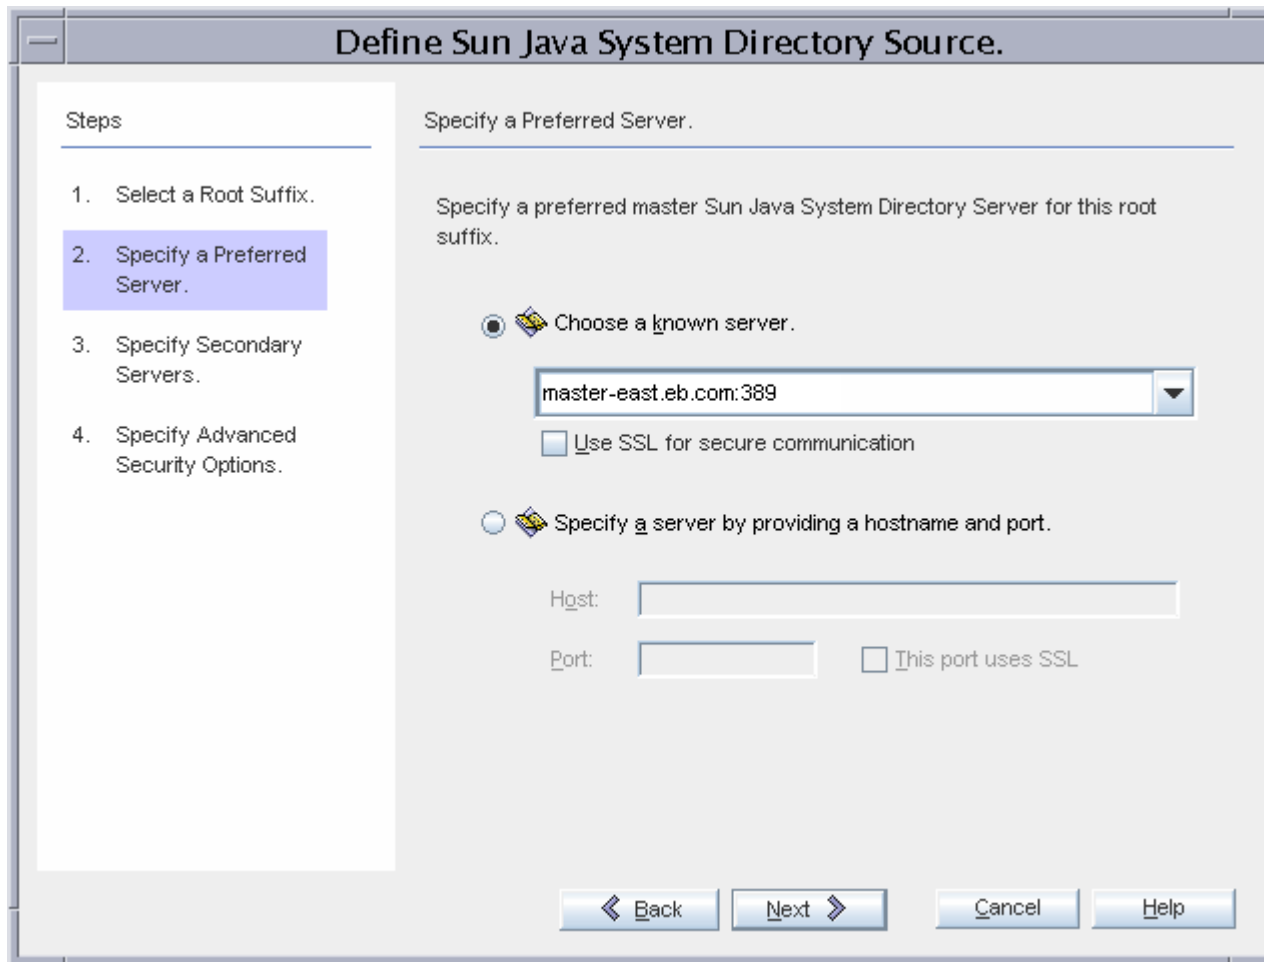 Define Sun Java System Directory Source.
Steps
1. Select a Root Suffix.
2. Specify a Preferred
Server.
3. Specify Secondary
Servers.
4. Specify Advanced
Security Options.
Specify a Preferred Server.
Specify a preferred master Sun Java System Directory Server for this root
suffix.
Choose a known server.
master-east.eb.com:389
Use SSL for secure communication
Specify a server by providing a hostname and port.
Host:
Port:
This port uses SSL
Back
Next
Cancel
Help